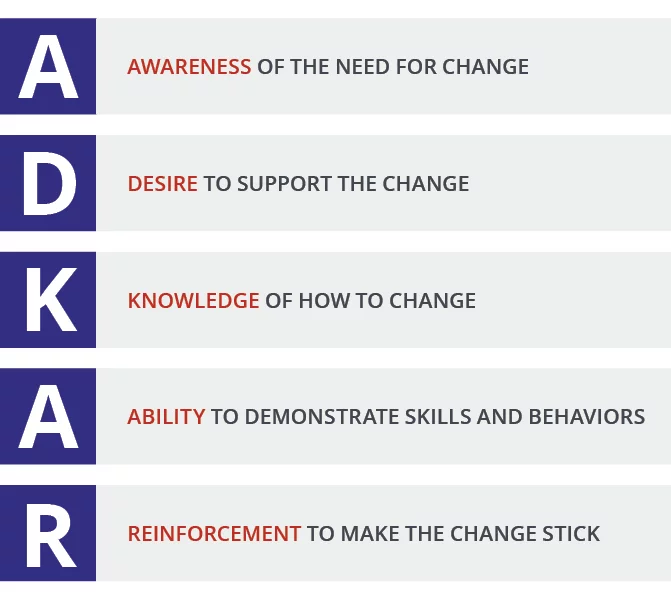 A AWARENESS OF THE NEED FOR CHANGE
D DESIRE TO SUPPORT THE CHANGE
K KNOWLEDGE OF HOW TO CHANGE
A ABILITY TO DEMONSTRATE SKILLS AND BEHAVIORS
R REINFORCEMENT TO MAKE THE CHANGE STICK